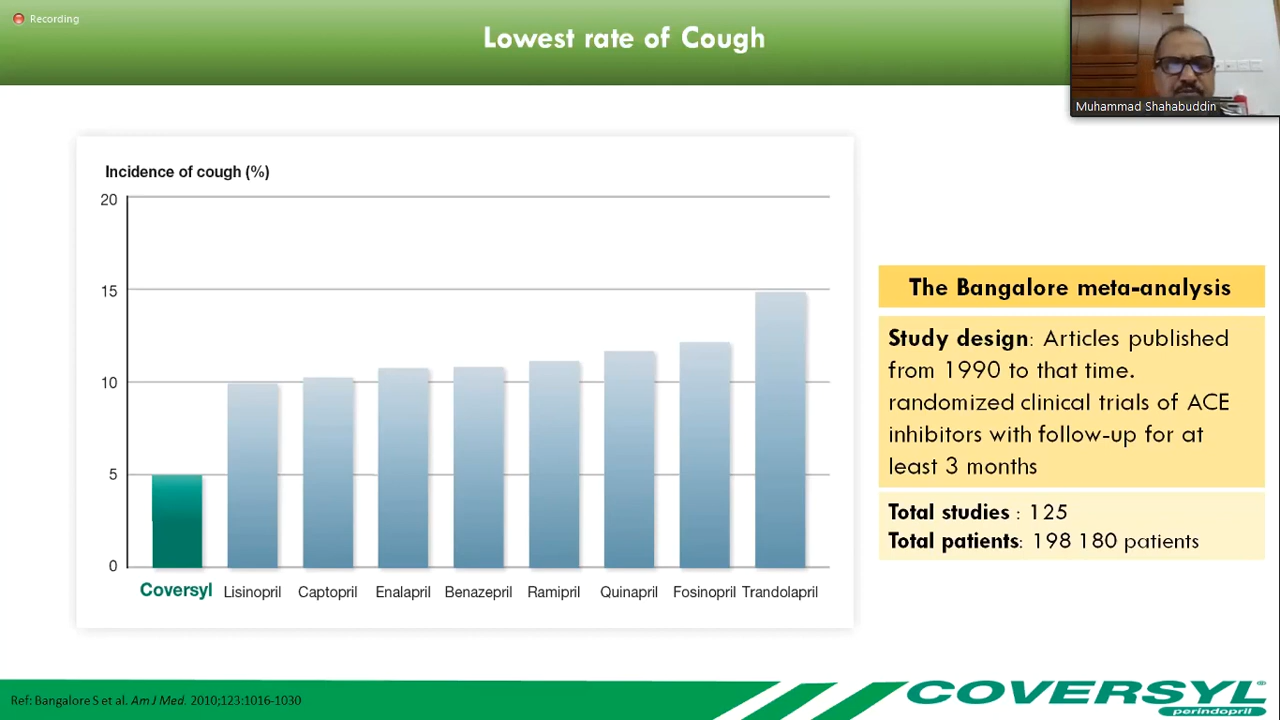 Recording
Lowest rate of Cough
Muhammad Shahabuddin
Incidence of cough (%)
20
15
10
5
0
Coversyl Lisinopril Captopril Enalapril Benazepril Ramipril Quinapril Fosinopril Trandolapril
The Bangalore meta-analysis
Study design: Articles published
from 1990 to that time.
randomized clinical trials of ACE
inhibitors with follow-up for at
least 3 months
Total studies : 125
Total patients: 198 180 patients
Ref: Bangalore S et al. Am J Med. 2010;123:1016-1030
COVERSYL®
perindopril